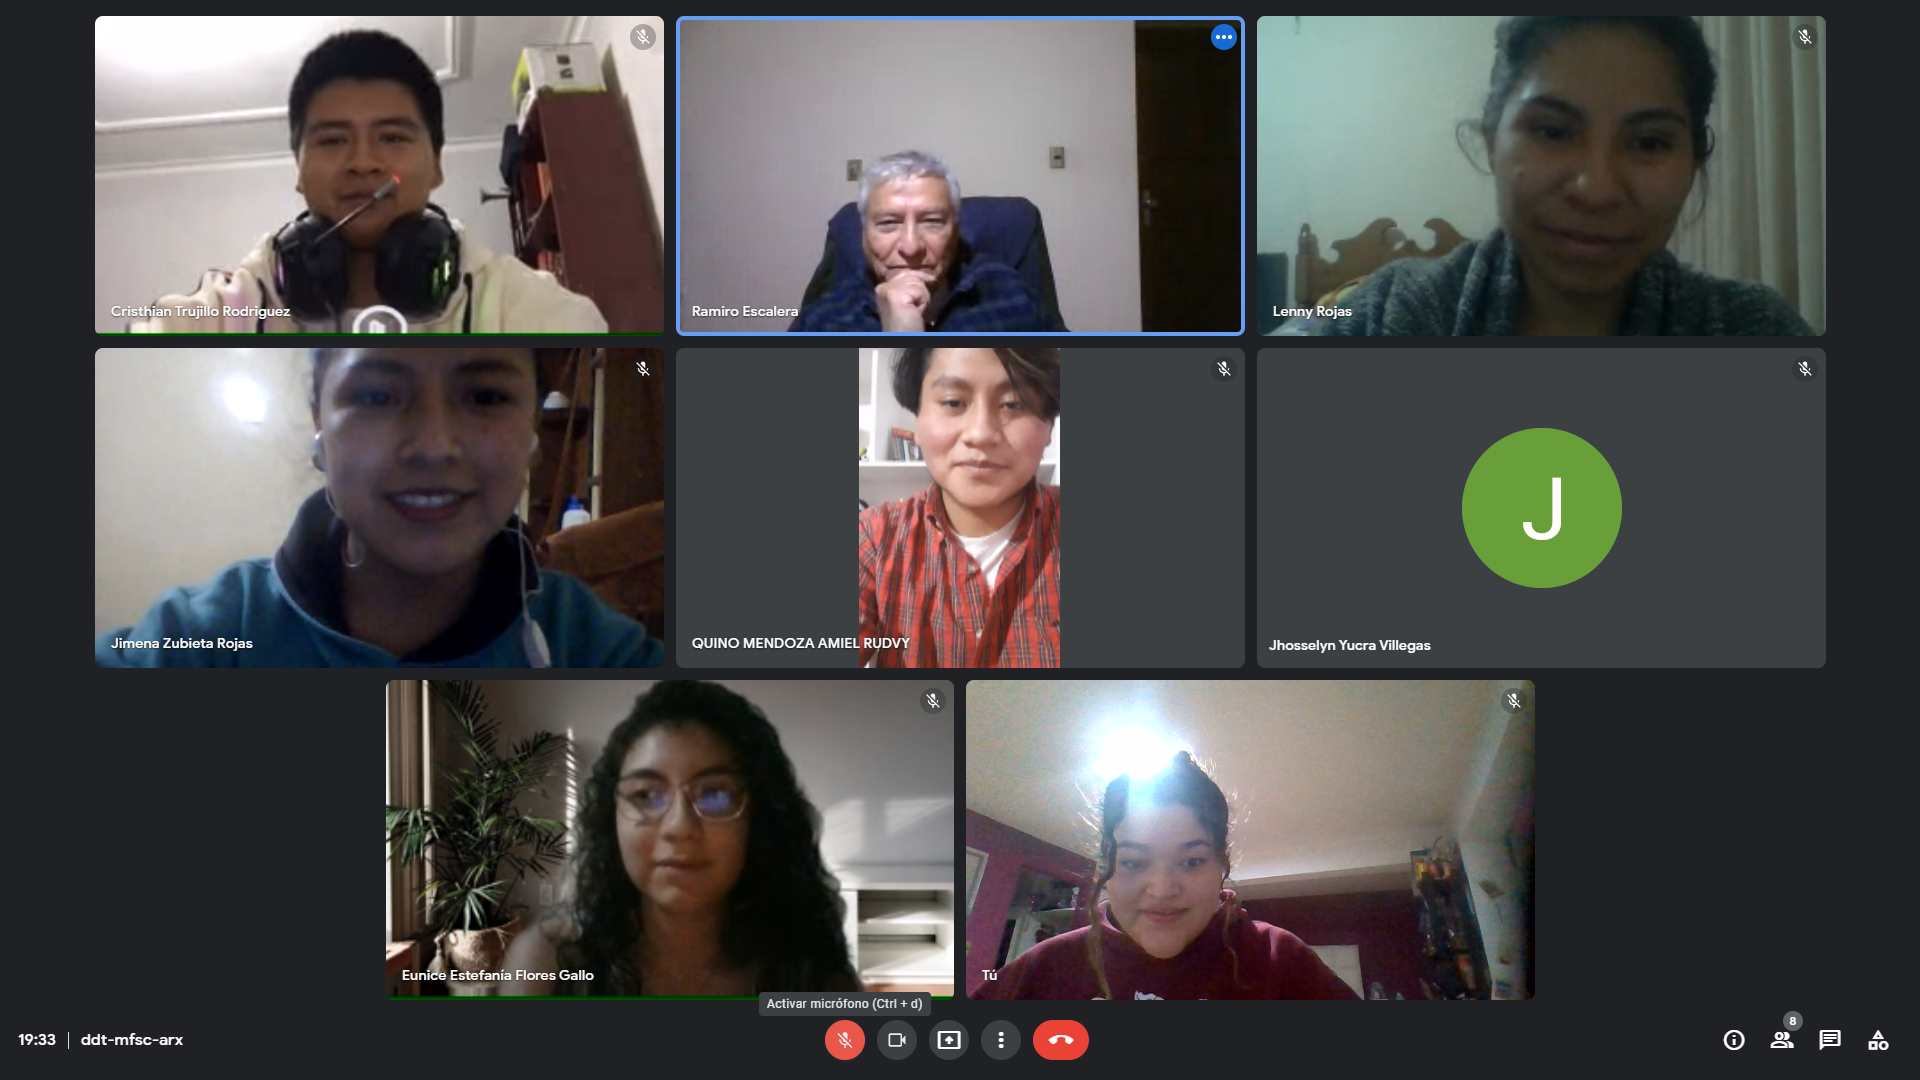 Cristhian Trujillo Rodriguez
Ramiro Escalera
Lenny Rojas
Jimena Zubieta Rojas
QUINO MENDOZA AMIEL RUDVY
J
Jhosselyn Yucra Villegas
Eunice Estefanía Flores Gallo
Tú
Activar micrófono (Ctrl + d)
19:33 | ddt-mfsc-arx
8